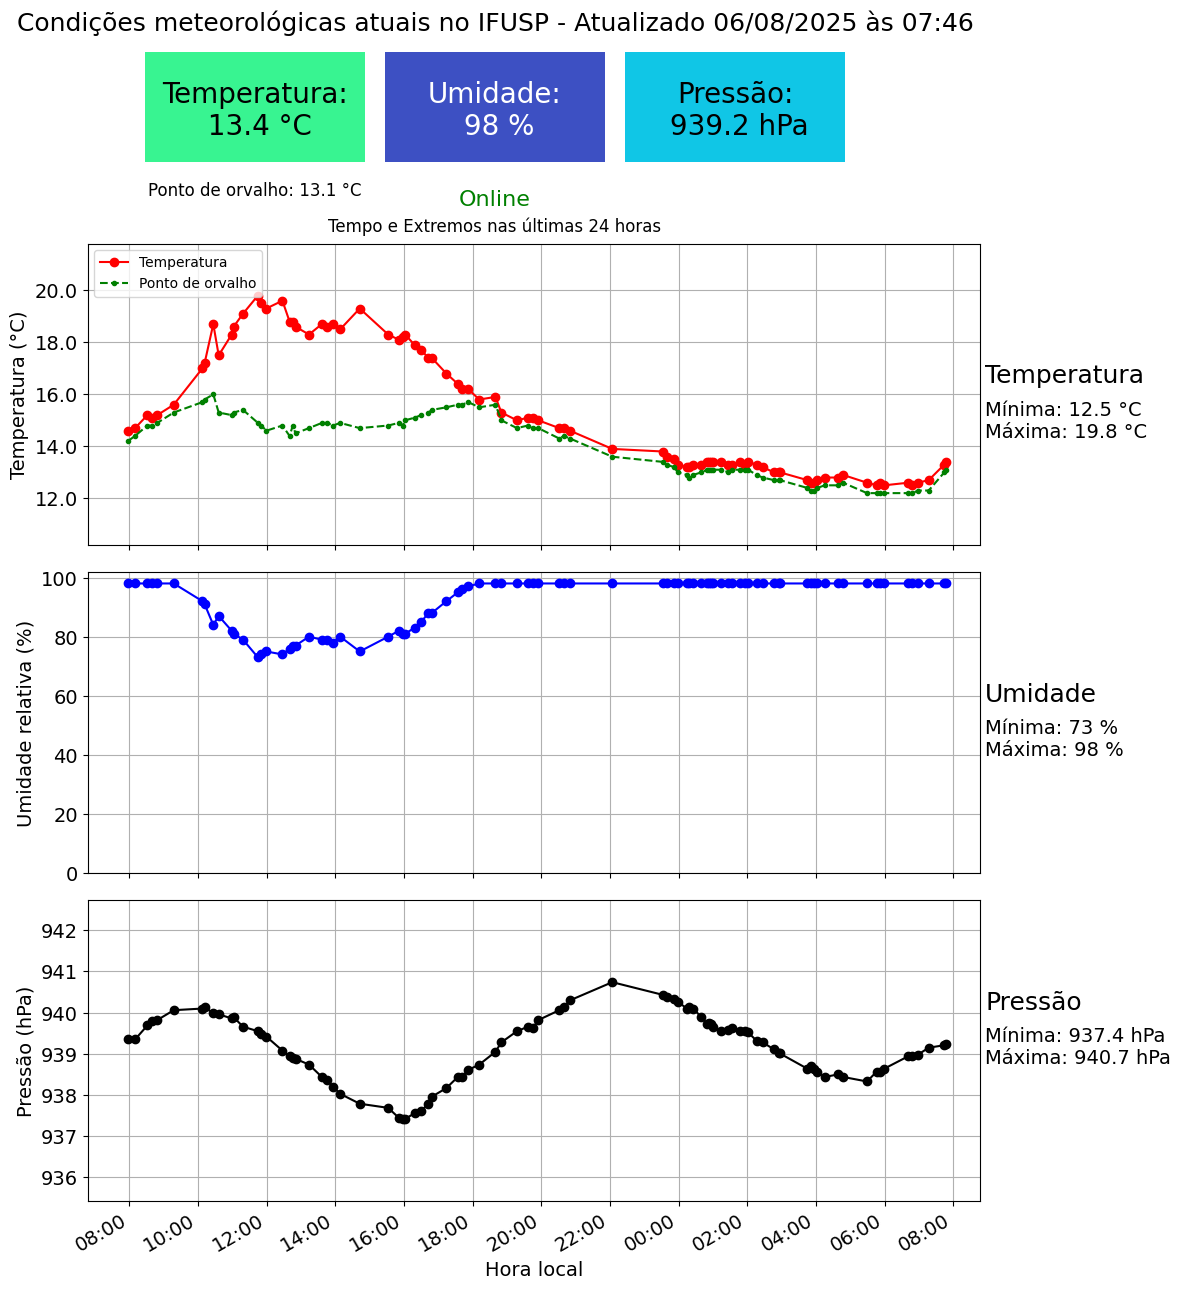 Condições meteorológicas atuais no IFUSP - Atualizado 06/08/2025 às 07:46
Temperatura:
13.4 °C
Umidade:
98 %
Pressão:
939.2 hPa
Ponto de orvalho: 13.1 °C
Online
Tempo e Extremos nas últimas 24 horas
Temperatura
Ponto de orvalho
Temperatura (°C)
20.0
18.0
16.0
14.0
12.0
Temperatura
Mínima: 12.5 °C
Máxima: 19.8 °C
Umidade relativa (%)
100
80
60
40
20
0
Umidade
Mínima: 73 %
Máxima: 98 %
Pressão (hPa)
942
941
940
939
938
937
936
Pressão
Mínima: 937.4 hPa
Máxima: 940.7 hPa
08:00 10:00 12:00 14:00 16:00 18:00 20:00 22:00 00:00 02:00 04:00 06:00 08:00
Hora local